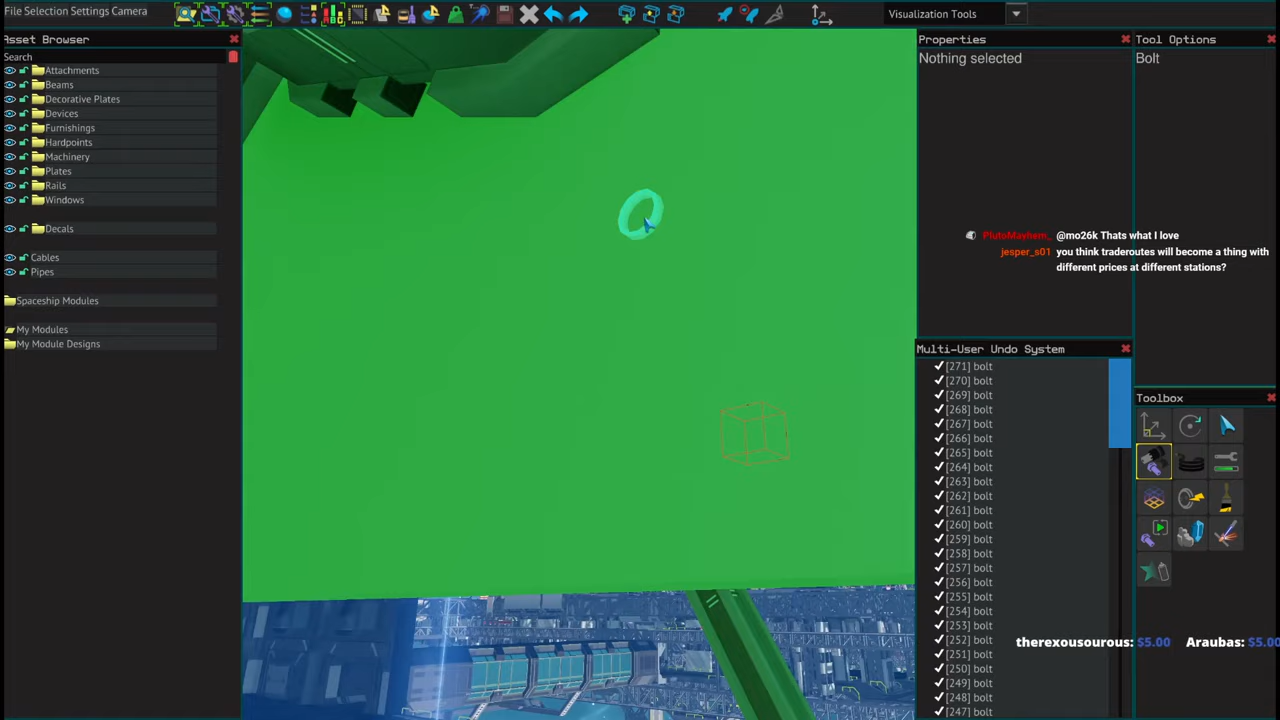 File Selection Settings Camera
Visualization Tools
Asset Browser
Search
Attachments
Beams
Decorative Plates
Devices
Furnishings
Hardpoints
Machinery
Plates
Rails
Windows
Decals
Cables
Pipes
Spaceship Modules
My Modules
My Module Designs
Properties
Nothing selected
Tool Options
Bolt
PlutoMayhem_ @mo26k Thats what I love
jesper_s01 you think traderoutes will become a thing with
different prices at different stations?
Multi-User Undo System
[271] bolt
[270] bolt
[269] bolt
[268] bolt
[267] bolt
[266] bolt
[265] bolt
[264] bolt
[263] bolt
[262] bolt
[261] bolt
[260] bolt
[259] bolt
[258] bolt
[257] bolt
[256] bolt
[255] bolt
[254] bolt
[253] bolt
[252] bolt
[251] bolt
[250] bolt
[249] bolt
[248] bolt
[247] bolt
Toolbox
therexousourous: $5.00 Araubas: $5.00